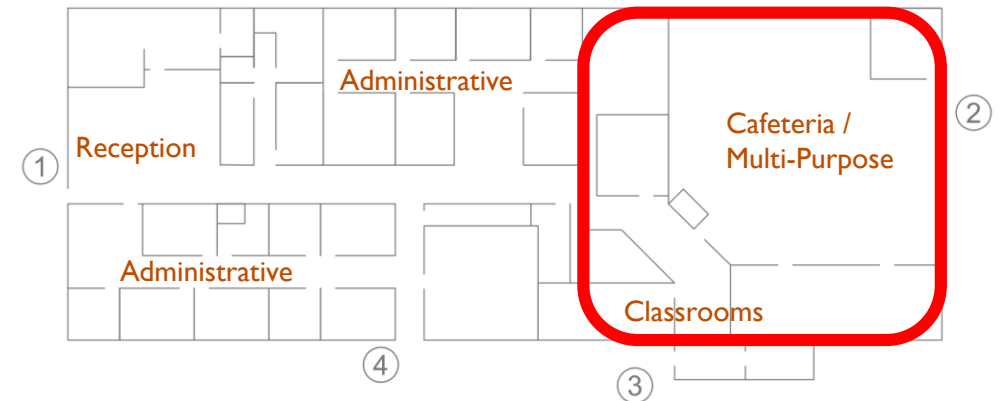 Administrative
Cafeteria /
Multi-Purpose
②
Reception
①
Administrative
Classrooms
④
③